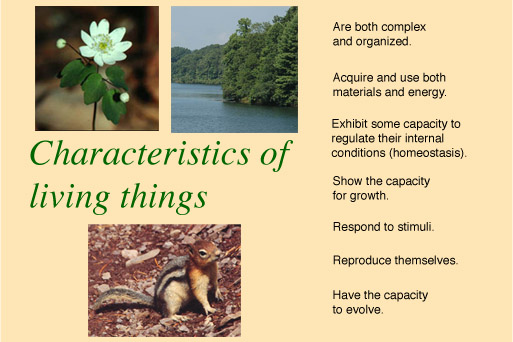 Characteristics of
living things
Are both complex
and organized.
Acquire and use both
materials and energy.
Exhibit some capacity to
regulate their internal
conditions (homeostasis).
Show the capacity
for growth.
Respond to stimuli.
Reproduce themselves.
Have the capacity
to evolve.